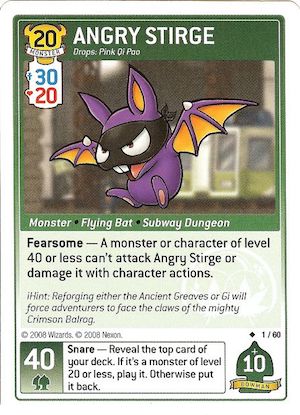 20 ANGRY STIRGE
MONSTER Drops: Pink Qi Pao
30
20
Monster • Flying Bat • Subway Dungeon
Fearsome — A monster or character of level
40 or less can't attack Angry Stirge or
damage it with character actions.
iHint: Reforging either the Ancient Greaves or Gi will
force adventurers to face the claws of the mighty
Crimson Balrog.
© 2008 Wizards. © 2008 Nexon. ◆ 1 / 60
40
Snare — Reveal the top card of
your deck. If it's a monster of level
20 or less, play it. Otherwise put
it back.
10
BOWMAN